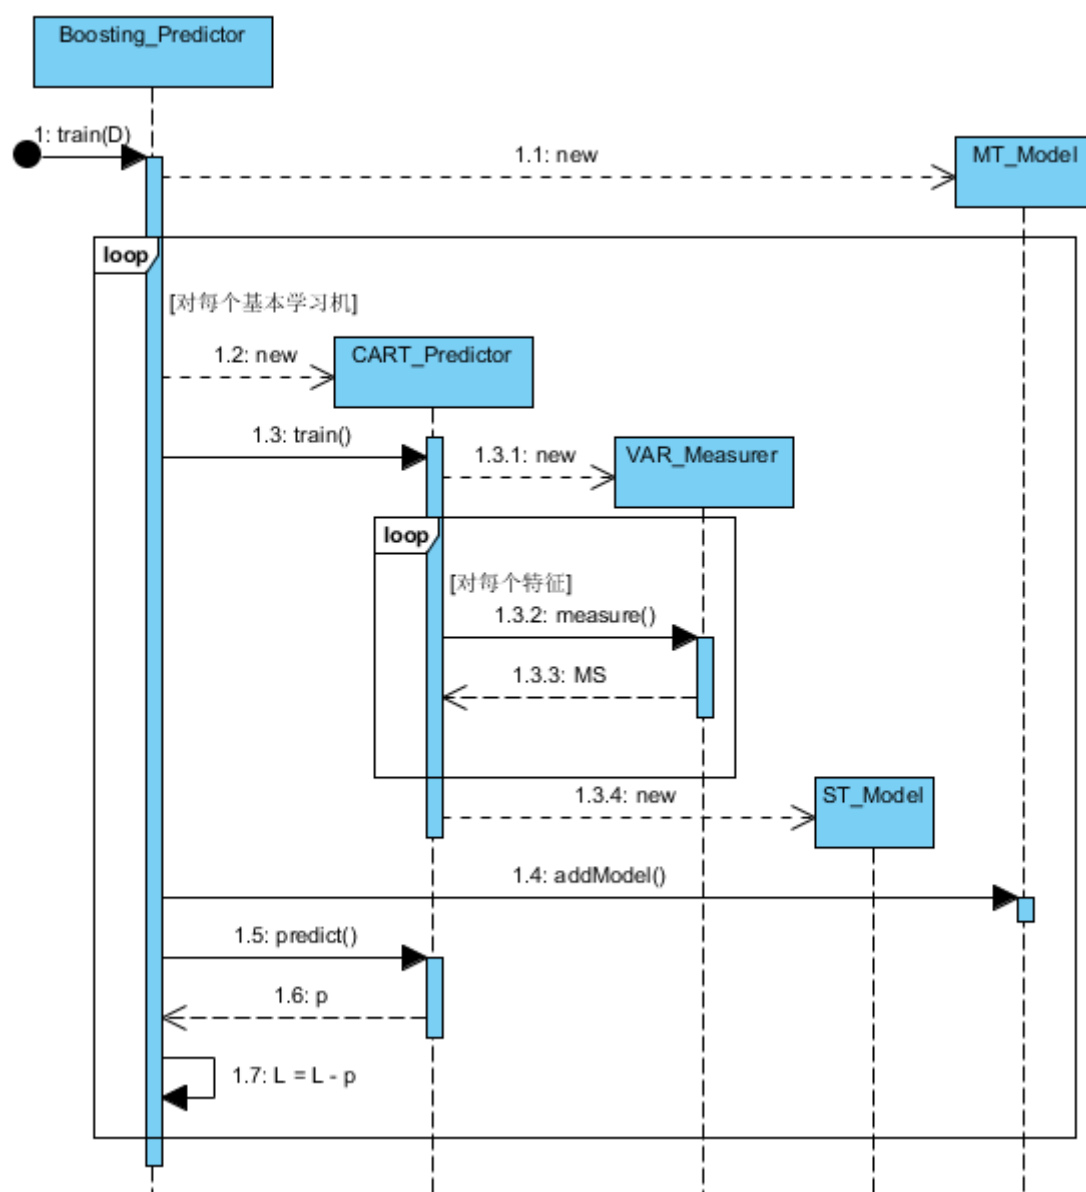 Boosting_Predictor
1: train(D)
1.1: new
MT_Model
loop
[对每个基本学习机]
1.2: new
CART_Predictor
1.3: train()
1.3.1: new
VAR_Measurer
loop
[对每个特征]
1.3.2: measure()
1.3.3: MS
1.3.4: new
ST_Model
1.4: addModel()
1.5: predict()
1.6: p
1.7: L = L - p